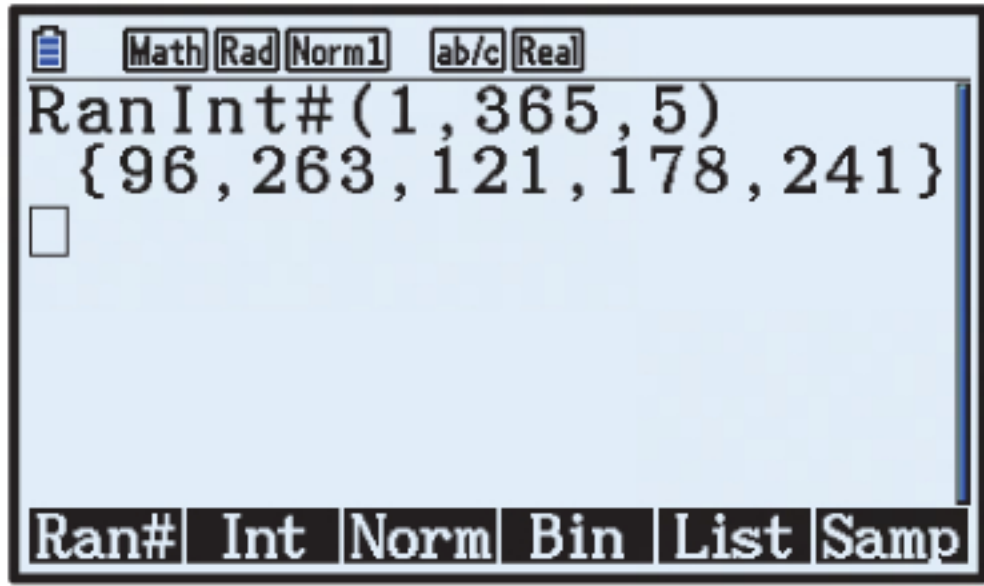 Math Rad Norm1 ab/c Real
RanInt#(1,365,5)
{96,263,121,178,241}
Ran# Int Norm Bin List Samp